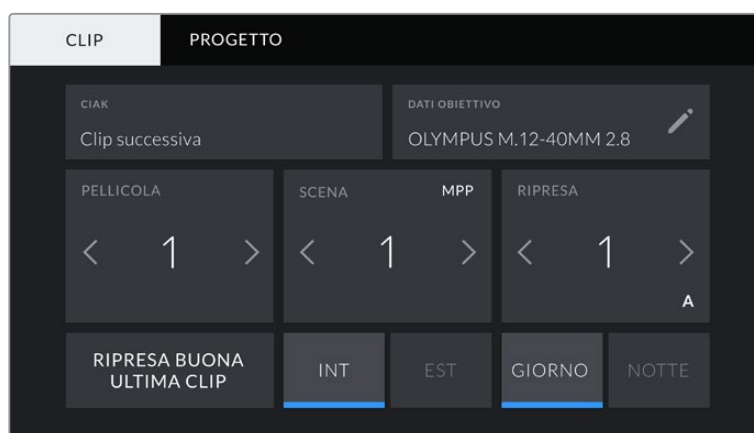 CLIP PROGETTO
CIAK DATI OBIETTIVO
Clip successiva OLYMPUS M.12-40MM 2.8
PELLICOLA SCENA MPP RIPRESA
< 1 > < 1 > < 1 >
A
RIPRESA BUONA
ULTIMA CLIP
INT EST GIORNO NOTTE